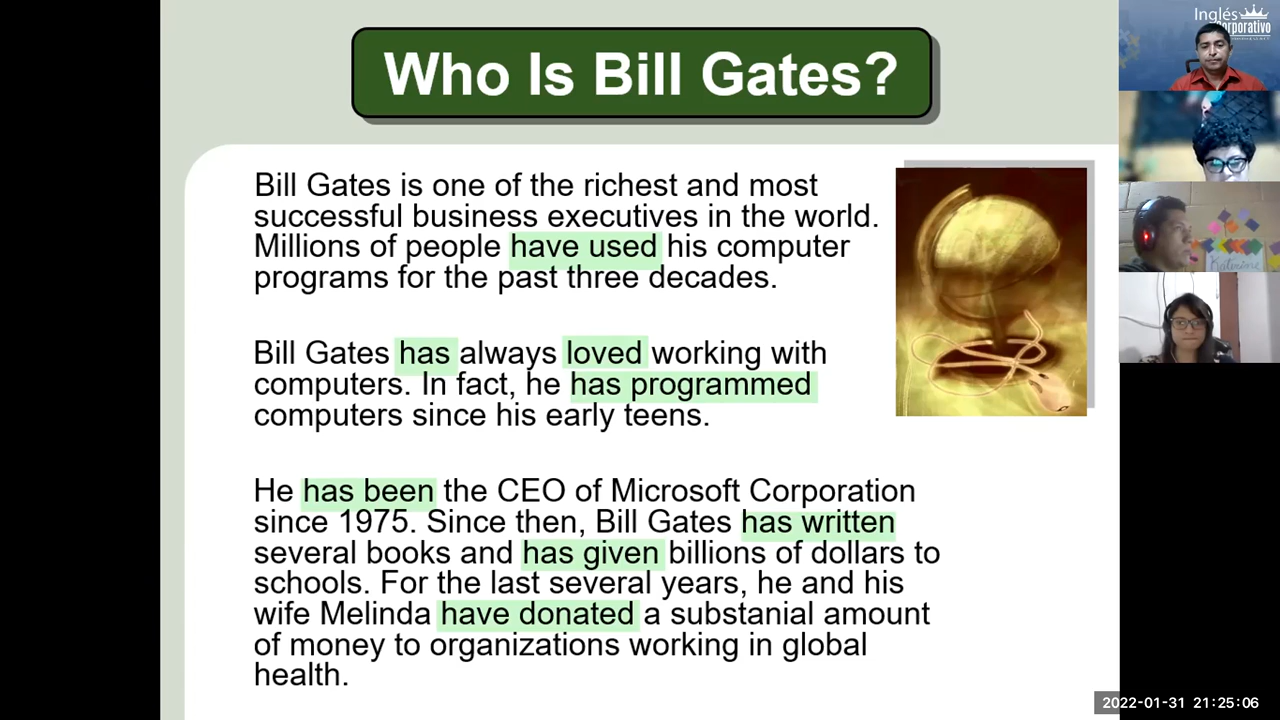 Who Is Bill Gates?
Bill Gates is one of the richest and most
successful business executives in the world.
Millions of people have used his computer
programs for the past three decades.
Bill Gates has always loved working with
computers. In fact, he has programmed
computers since his early teens.
He has been the CEO of Microsoft Corporation
since 1975. Since then, Bill Gates has written
several books and has given billions of dollars to
schools. For the last several years, he and his
wife Melinda have donated a substanial amount
of money to organizations working in global
health.
Inglés
Corporativo
Katherine
2022-01-31 21:25:06